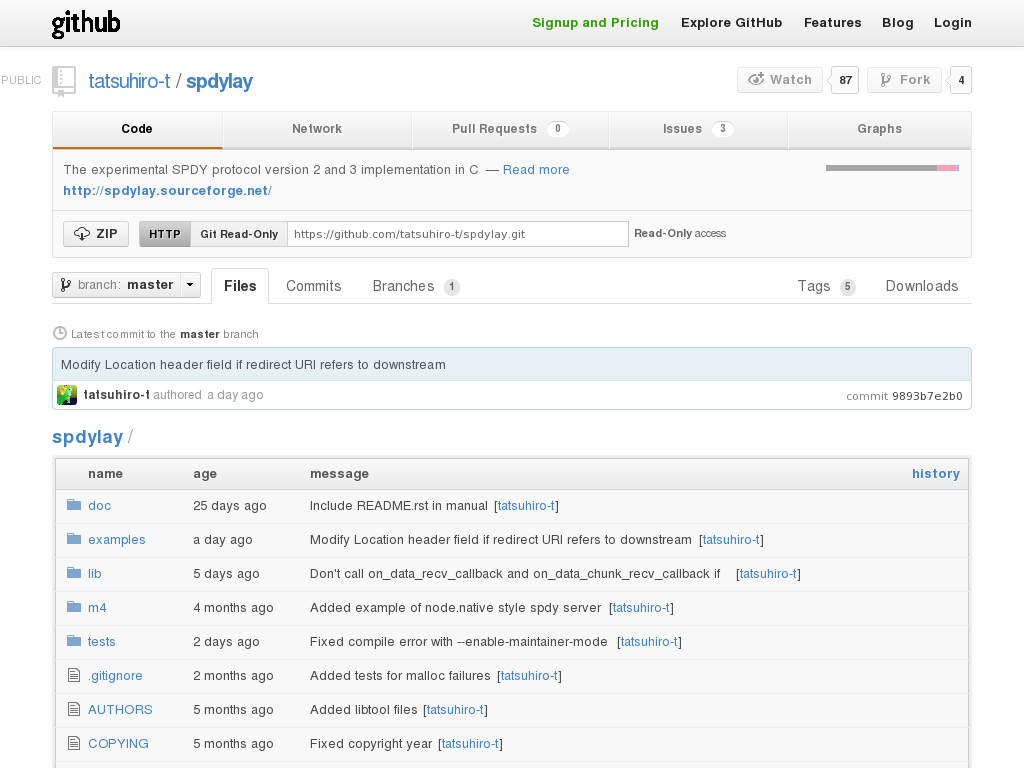 github
Signup and Pricing Explore GitHub Features Blog Login
PUBLIC tatsuhiro-t / spdylay Watch 87 Fork 4
Code Network Pull Requests 0 Issues 3 Graphs
The experimental SPDY protocol version 2 and 3 implementation in C — Read more
http://spdylay.sourceforge.net/
ZIP HTTP Git Read-Only https://github.com/tatsuhiro-t/spdylay.git Read-Only access
branch: master Files Commits Branches 1 Tags 5 Downloads
Latest commit to the master branch
Modify Location header field if redirect URI refers to downstream
tatsuhiro-t authored a day ago commit 9893b7e2b0
spdylay /
name age message history
doc 25 days ago Include README.rst in manual [tatsuhiro-t]
examples a day ago Modify Location header field if redirect URI refers to downstream [tatsuhiro-t]
lib 5 days ago Don't call on_data_recv_callback and on_data_chunk_recv_callback if [tatsuhiro-t]
m4 4 months ago Added example of node.native style spdy server [tatsuhiro-t]
tests 2 days ago Fixed compile error with --enable-maintainer-mode [tatsuhiro-t]
.gitignore 2 months ago Added tests for malloc failures [tatsuhiro-t]
AUTHORS 5 months ago Added libtool files [tatsuhiro-t]
COPYING 5 months ago Fixed copyright year [tatsuhiro-t]